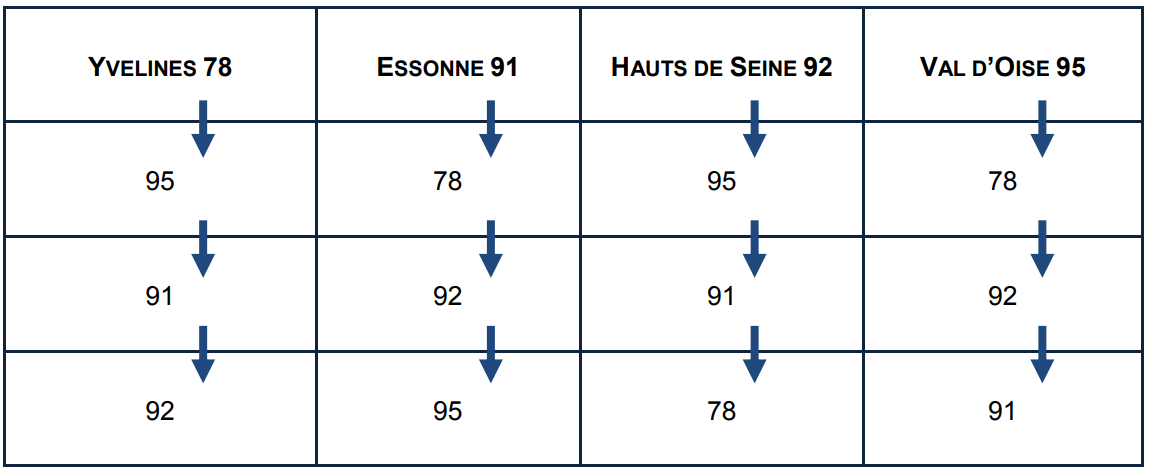 YVELINES 78 ESSONNE 91 HAUTS DE SEINE 92 VAL D’OISE 95
95 78 95 78
91 92 91 92
92 95 78 91